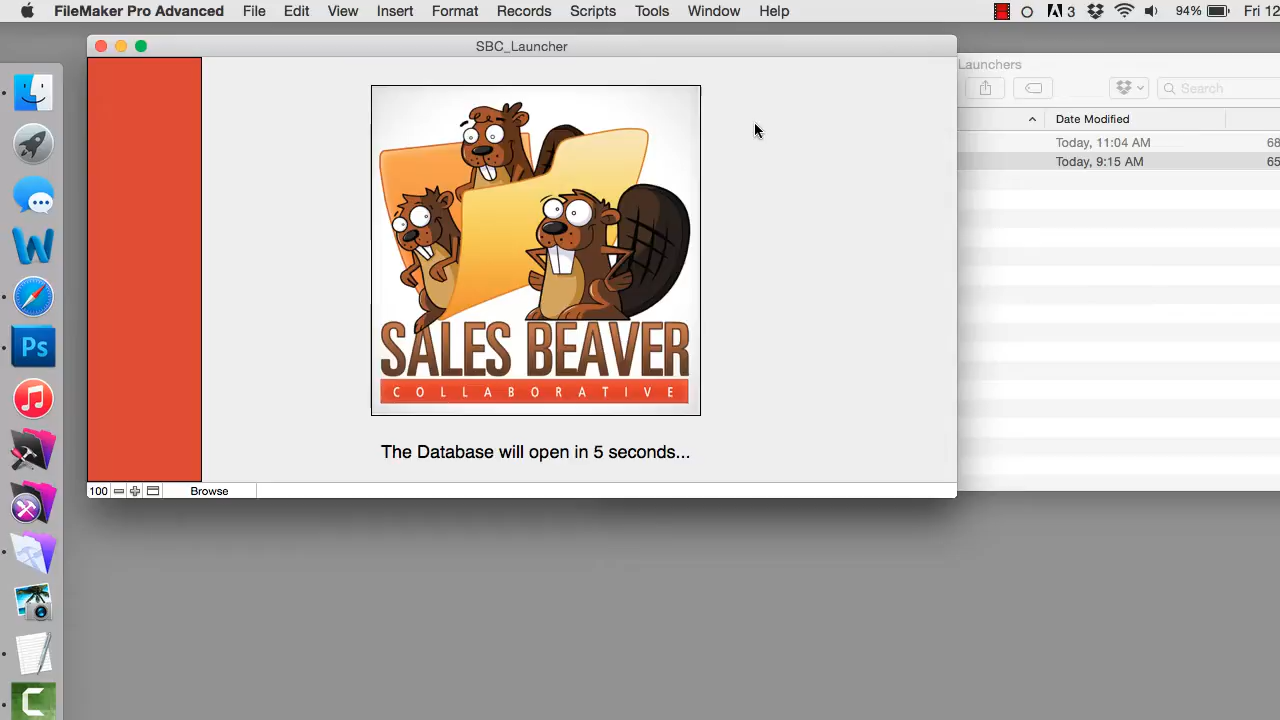 FileMaker Pro Advanced File Edit View Insert Format Records Scripts Tools Window Help 3 94% Fri 12
SBC_Launcher
Launchers
Search
Date Modified
Today, 11:04 AM 68
Today, 9:15 AM 65
W
Ps
SALES BEAVER
COLLABORATIVE
The Database will open in 5 seconds...
100 Browse